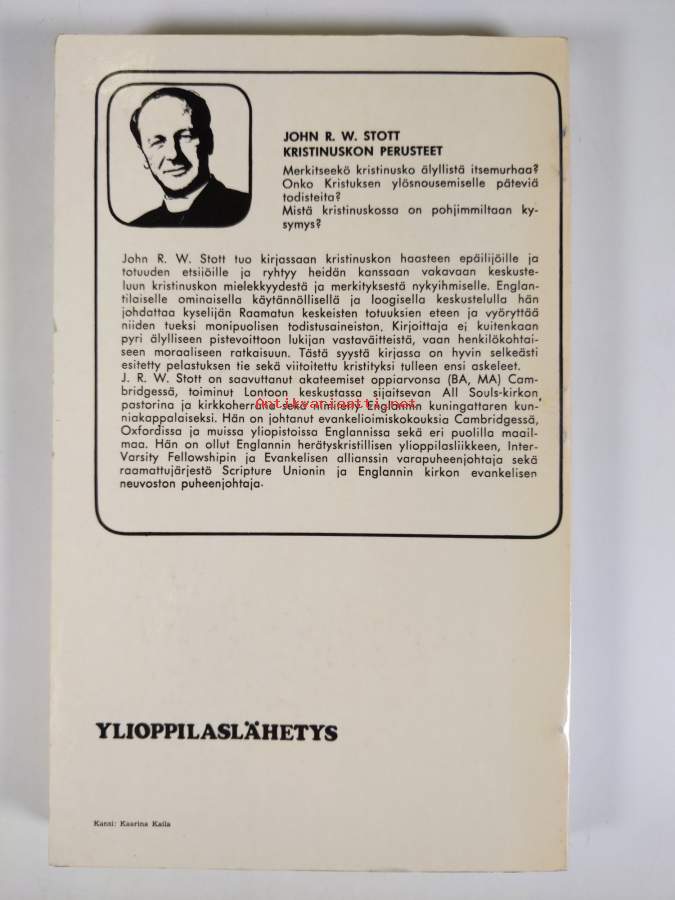 JOHN R. W. STOTT
KRISTINUSKON PERUSTEET
Merkitseekö kristinusko älyllistä itsemurhaa?
Onko Kristuksen ylösnousemiselle päteviä
todisteita?
Mistä kristinuskossa on pohjimmiltaan ky-
symys?
John R. W. Stott tuo kirjassaan kristinuskon haasteen epäilijöille ja
totuuden etsijöille ja ryhtyy heidän kanssaan vakavaan keskuste-
luun kristinuskon mielekkyydestä ja merkityksestä nykyihmiselle. Englan-
tilaiselle ominaisella käytännöllisellä ja loogisella keskustelulla hän
johdattaa kyselijän Raamatun keskeisten totuuksien eteen ja vyöryttää
niiden tueksi monipuolisen todistusaineiston. Kirjoittaja ei kuitenkaan
pyri älylliseen pistevoittoon lukijan vastaväitteistä, vaan henkilökohtai-
seen moraaliseen ratkaisuun. Tästä syystä kirjassa on hyvin selkeästi
esitetty pelastuksen tie sekä viitoitettu kristityksi tulleen ensi askeleet.
J. R. W. Stott on saavuttanut akateemiset oppiarvonsa (BA, MA) Cam-
bridgessä, toiminut Lontoon keskustassa sijaitsevan All Souls-kirkon
pastorina ja kirkkoherrana sekä nimitetty Englannin kuningattaren kun-
niakappalaiseksi. Hän on johtanut evankelioimiskokouksia Cambridgessä,
Oxfordissa ja muissa yliopistoissa Englannissa sekä eri puolilla maail-
maa. Hän on ollut Englannin herätyskristillisen ylioppilasliikkeen, Inter-
Varsity Fellowshipin ja Evankelisen allianssin varapuheenjohtaja sekä
raamattujärjestö Scripture Unionin ja Englannin kirkon evankelisen
neuvoston puheenjohtaja.
Antikvariaatti.net
YLIOPPILASLÄHETYS
Kansi: Kaarina Kaila